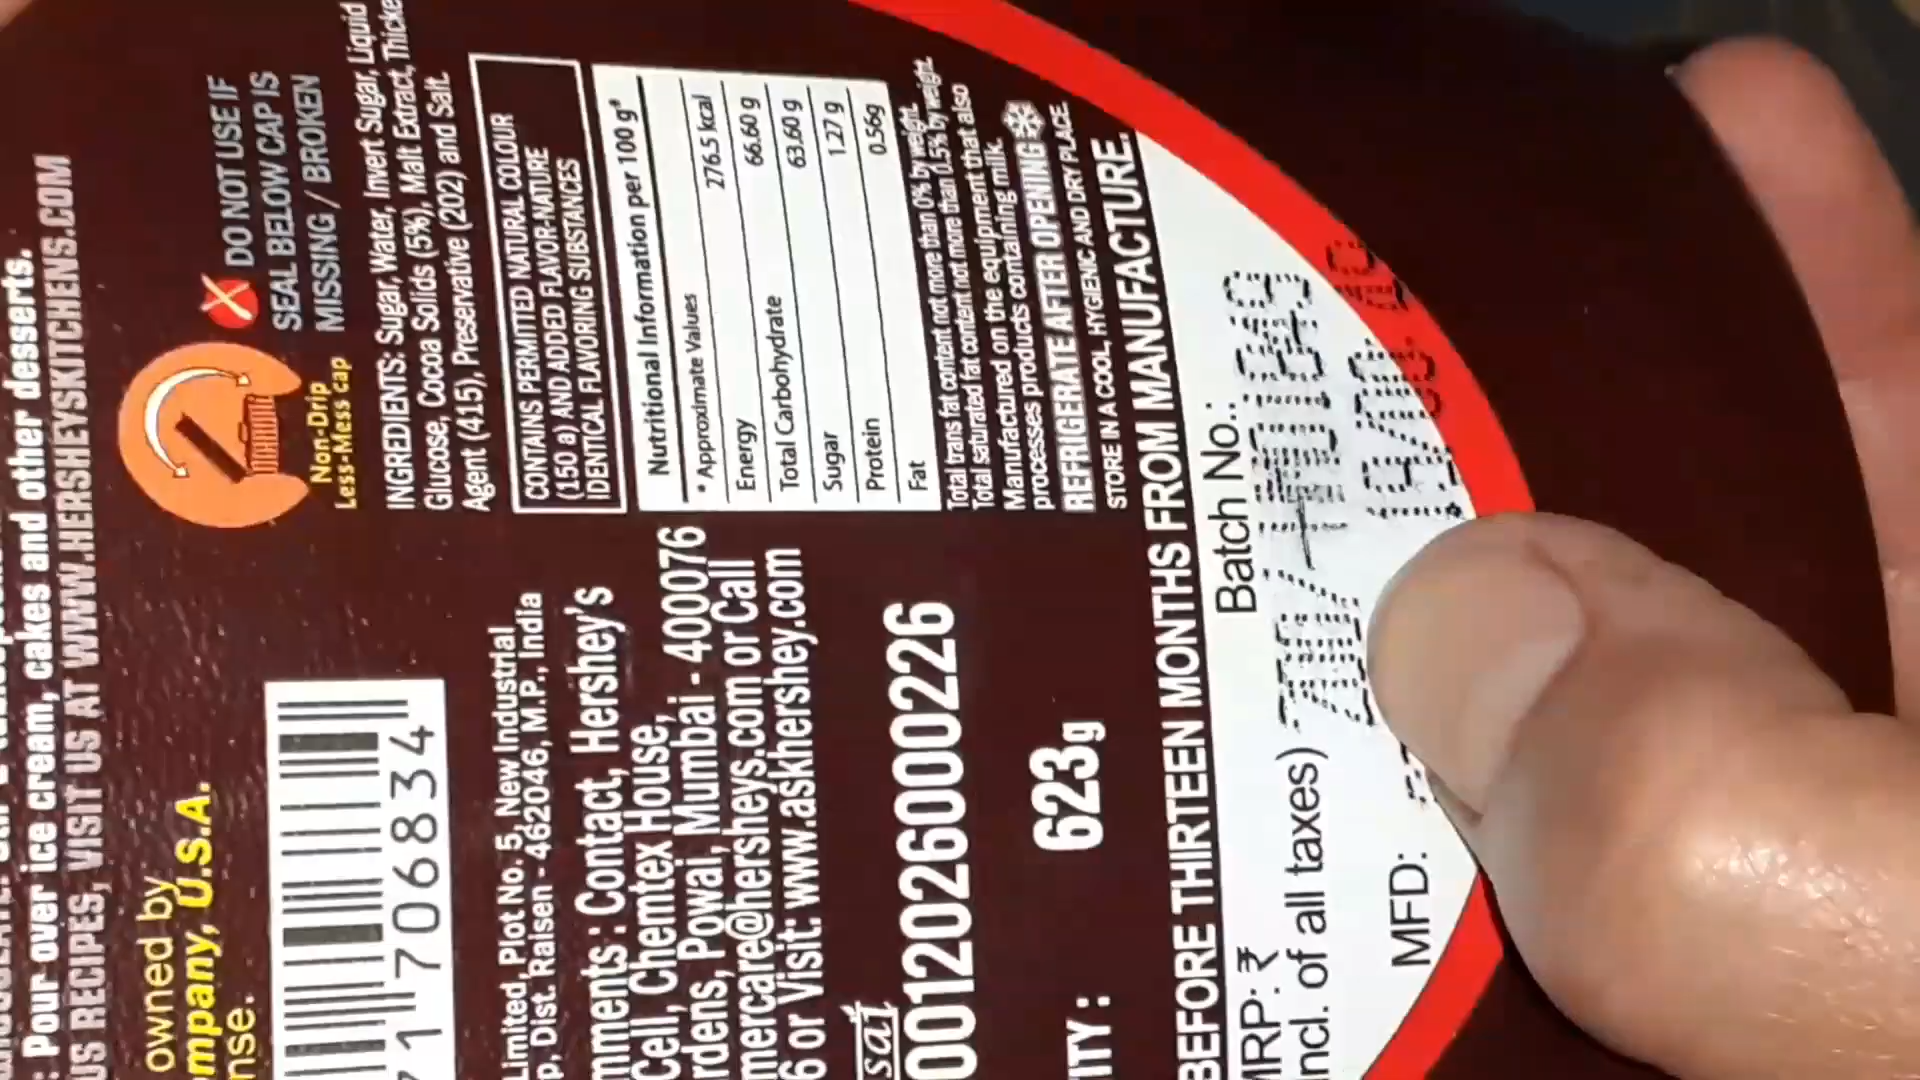 : Pour over ice cream, cakes and other desserts.
US RECIPES, VISIT US AT WWW.HERSHEYSKITCHENS.COM
owned by
mpany, U.S.A.
nse.
Non-Drip
Less-Mess cap
DO NOT USE IF
SEAL BELOW CAP IS
MISSING / BROKEN
INGREDIENTS: Sugar, Water, Invert Sugar, Liquid
Glucose, Cocoa Solids (5%), Malt Extract, Thicke
Agent (415), Preservative (202) and Salt.
CONTAINS PERMITTED NATURAL COLOUR
(150 a) AND ADDED FLAVOR-NATURE
IDENTICAL FLAVORING SUBSTANCES
Nutritional Information per 100 g*
* Approximate Values
Energy 276.5 kcal
Total Carbohydrate 66.60 g
Sugar 63.60 g
Protein 1.27 g
Fat 0.56g
Total trans fat content not more than 0% by weight.
Total saturated fat content not more than 0.5% by weight.
Manufactured on the equipment that also
processes products containing milk.
REFRIGERATE AFTER OPENING
STORE IN A COOL, HYGIENIC AND DRY PLACE.
71 706834
Limited, Plot No. 5, New Industrial
p, Dist. Raisen - 462046, M.P., India
mments : Contact, Hershey's
Cell, Chemtex House,
rdens, Powai, Mumbai - 400076
mercare@hersheys.com or Call
6 or Visit: www.askhershey.com
ssai
0012026000226
ITY : 623g
BEFORE THIRTEEN MONTHS FROM MANUFACTURE.
MRP: ₹ Batch No.:
incl. of all taxes)
MFD: